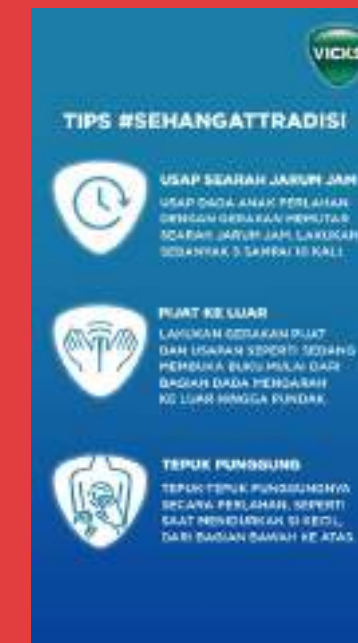 VICKS
TIPS #SEHANGATTRADISI
USAP SEARAH JARUM JAM
USAP DADA ANAK PERLAHAN
DENGAN GERAKAN MEMUTAR
SEARAH JARUM JAM, LAKUKAN
SEBANYAK 5 SAMPAI 10 KALI.
PIJAT KE LUAR
LAKUKAN GERAKAN PIJAT
DAN USAPAN SEPERTI SEDANG
MEMBUKA BUKU MULAI DARI
BAGIAN DADA MENGARAH
KE LUAR HINGGA PUNDAK.
TEPUK PUNGGUNG
TEPUK-TEPUK PUNGGUNGNYA
SECARA PERLAHAN, SEPERTI
SAAT MENIDURKAN SI KECIL,
DARI BAGIAN BAWAH KE ATAS.